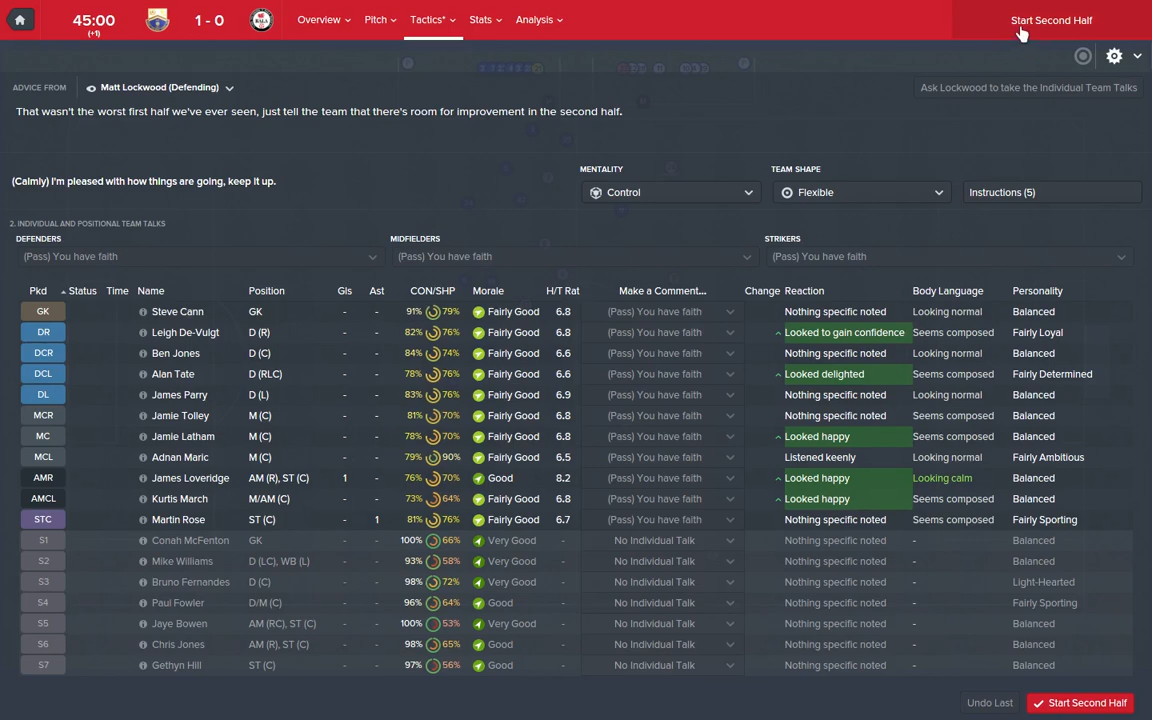 45:00
(+1)
1 - 0
BALA
Overview
Pitch
Tactics*
Stats
Analysis
Start Second Half
ADVICE FROM
Matt Lockwood (Defending)
Ask Lockwood to take the Individual Team Talks
That wasn't the worst first half we've ever seen, just tell the team that there's room for improvement in the second half.
MENTALITY
TEAM SHAPE
(Calmly) I'm pleased with how things are going, keep it up.
Control
Flexible
Instructions (5)
2. INDIVIDUAL AND POSITIONAL TEAM TALKS
DEFENDERS
MIDFIELDERS
STRIKERS
(Pass) You have faith
(Pass) You have faith
(Pass) You have faith
Pkd Status Time Name Position Gls Ast CON/SHP Morale H/T Rat Make a Comment... Change Reaction Body Language Personality
GK Steve Cann GK - - 91% 79% Fairly Good 6.8 (Pass) You have faith Nothing specific noted Looking normal Balanced
DR Leigh De-Vulgt D (R) - - 82% 76% Fairly Good 6.8 (Pass) You have faith Looked to gain confidence Seems composed Fairly Loyal
DCR Ben Jones D (C) - - 84% 74% Fairly Good 6.6 (Pass) You have faith Nothing specific noted Looking normal Balanced
DCL Alan Tate D (RLC) - - 78% 76% Fairly Good 6.6 (Pass) You have faith Looked delighted Seems composed Fairly Determined
DL James Parry D (L) - - 83% 76% Fairly Good 6.9 (Pass) You have faith Nothing specific noted Looking normal Balanced
MCR Jamie Tolley M (C) - - 81% 70% Fairly Good 6.8 (Pass) You have faith Nothing specific noted Seems composed Balanced
MC Jamie Latham M (C) - - 78% 70% Fairly Good 6.8 (Pass) You have faith Looked happy Seems composed Balanced
MCL Adnan Maric M (C) - - 79% 90% Fairly Good 6.5 (Pass) You have faith Listened keenly Looking normal Fairly Ambitious
AMR James Loveridge AM (R), ST (C) 1 - 76% 70% Good 8.2 (Pass) You have faith Looked happy Looking calm Balanced
AMCL Kurtis March M/AM (C) - - 73% 64% Fairly Good 6.8 (Pass) You have faith Looked happy Seems composed Balanced
STC Martin Rose ST (C) - 1 81% 76% Fairly Good 6.7 (Pass) You have faith Nothing specific noted Seems composed Fairly Sporting
S1 Conah McFenton GK - - 100% 66% Very Good - No Individual Talk Nothing specific noted - Balanced
S2 Mike Williams D (LC), WB (L) - - 93% 58% Very Good - No Individual Talk Nothing specific noted - Balanced
S3 Bruno Fernandes D (C) - - 98% 72% Very Good - No Individual Talk Nothing specific noted - Light-Hearted
S4 Paul Fowler D/M (C) - - 96% 64% Good - No Individual Talk Nothing specific noted - Fairly Sporting
S5 Jaye Bowen AM (RC), ST (C) - - 100% 53% Very Good - No Individual Talk Nothing specific noted - Balanced
S6 Chris Jones AM (R), ST (C) - - 98% 65% Good - No Individual Talk Nothing specific noted - Balanced
S7 Gethyn Hill ST (C) - - 97% 56% Good - No Individual Talk Nothing specific noted - Balanced
Undo Last
Start Second Half